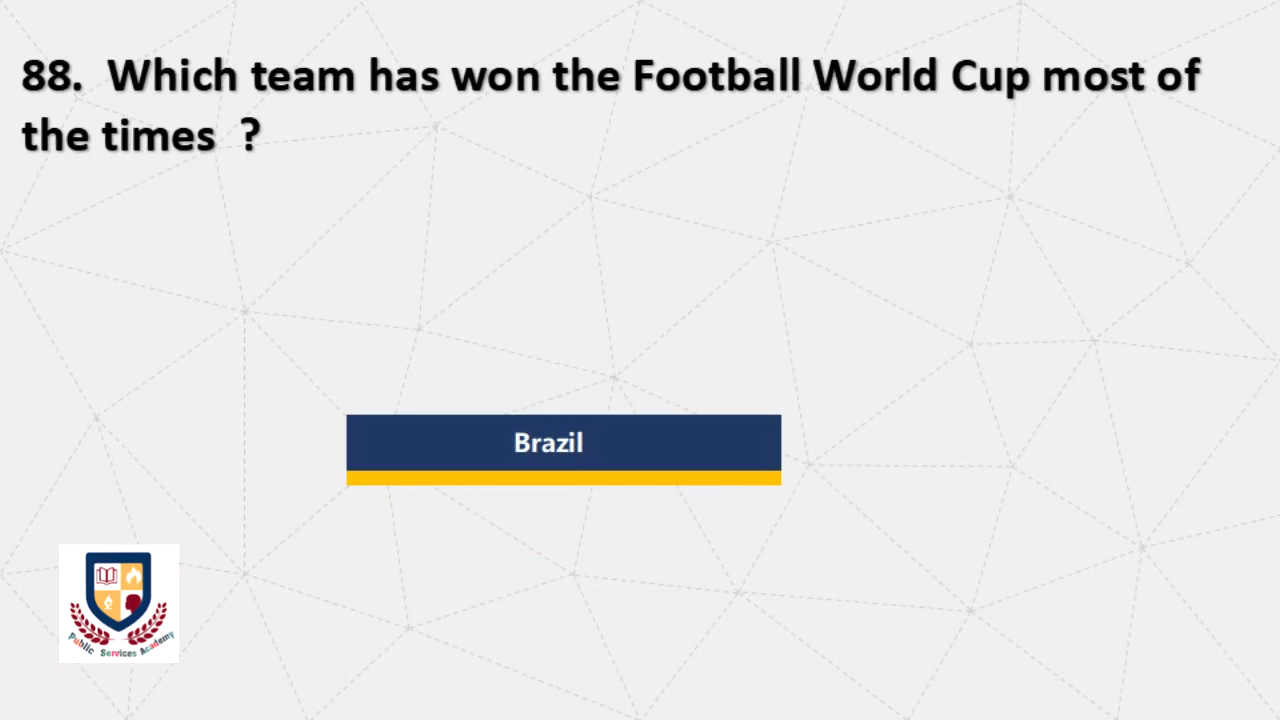 88. Which team has won the Football World Cup most of
the times ?
Brazil
Public Services Academy